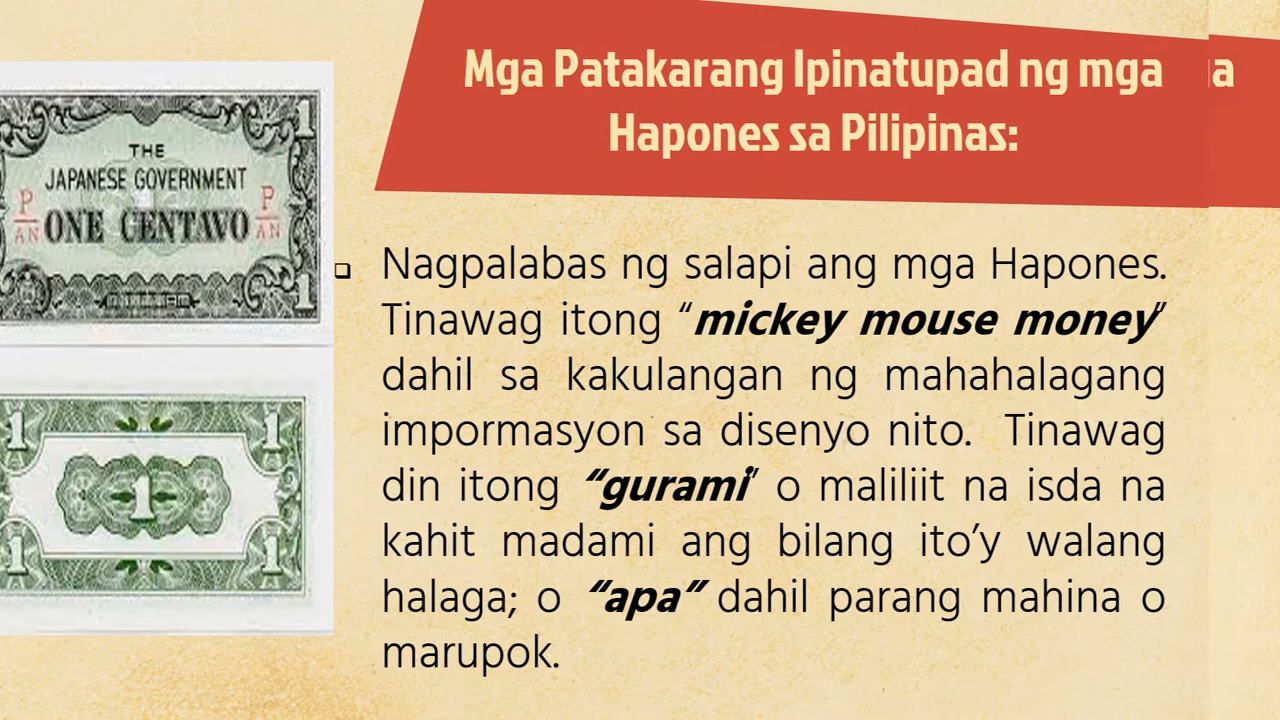 Mga Patakarang Ipinatupad ng mga
Hapones sa Pilipinas:
THE
JAPANESE GOVERNMENT
P
AN
ONE CENTAVO
P
AN
1
1
❑ Nagpalabas ng salapi ang mga Hapones.
Tinawag itong “mickey mouse money”
dahil sa kakulangan ng mahahalagang
impormasyon sa disenyo nito. Tinawag
din itong “gurami” o maliliit na isda na
kahit madami ang bilang ito’y walang
halaga; o “apa” dahil parang mahina o
marupok.
1
1
1
1
1